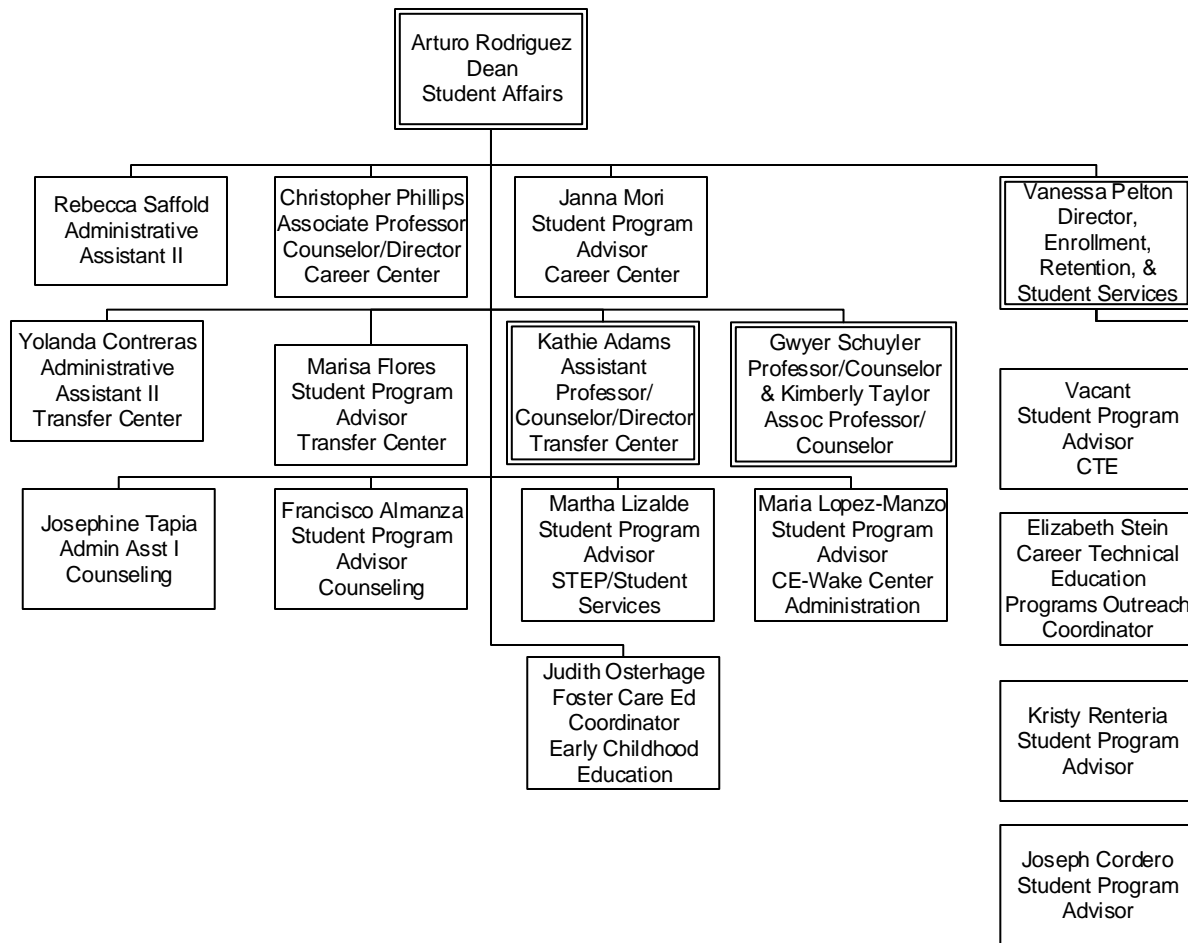 Arturo Rodriguez
Dean
Student Affairs
Rebecca Saffold
Administrative
Assistant II
Christopher Phillips
Associate Professor
Counselor/Director
Career Center
Janna Mori
Student Program
Advisor
Career Center
Vanessa Pelton
Director,
Enrollment,
Retention, &
Student Services
Yolanda Contreras
Administrative
Assistant II
Transfer Center
Marisa Flores
Student Program
Advisor
Transfer Center
Kathie Adams
Assistant
Professor/
Counselor/Director
Transfer Center
Gwyer Schuyler
Professor/Counselor
& Kimberly Taylor
Assoc Professor/
Counselor
Vacant
Student Program
Advisor
CTE
Josephine Tapia
Admin Asst I
Counseling
Francisco Almanza
Student Program
Advisor
Counseling
Martha Lizalde
Student Program
Advisor
STEP/Student
Services
Maria Lopez-Manzo
Student Program
Advisor
CE-Wake Center
Administration
Elizabeth Stein
Career Technical
Education
Programs Outreach
Coordinator
Judith Osterhage
Foster Care Ed
Coordinator
Early Childhood
Education
Kristy Renteria
Student Program
Advisor
Joseph Cordero
Student Program
Advisor